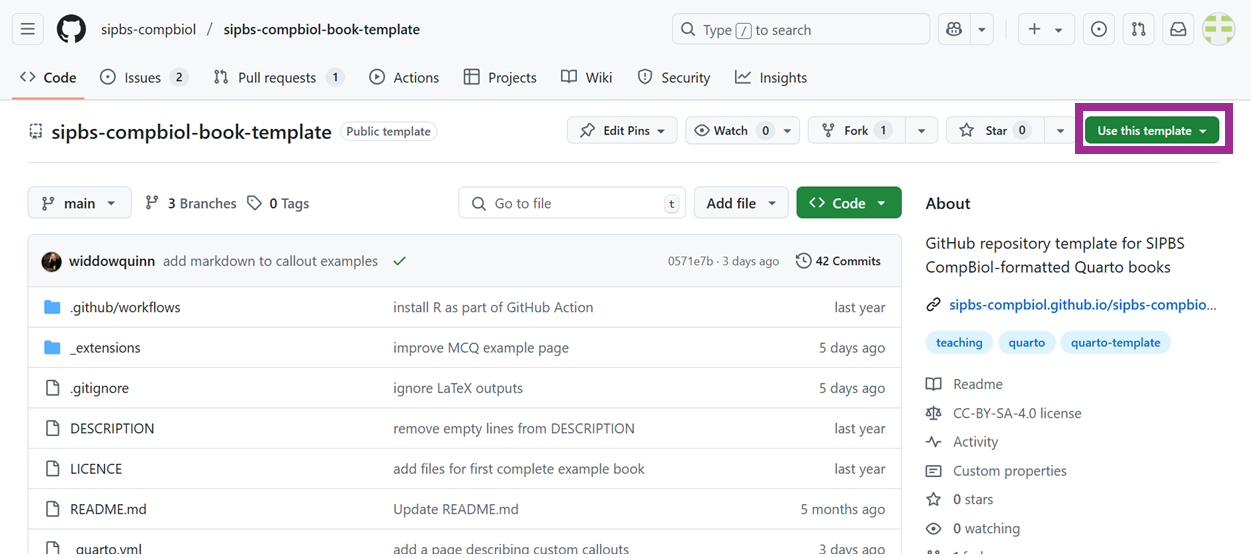 sipbs-compbiol / sipbs-compbiol-book-template Type / to search
Code Issues 2 Pull requests 1 Actions Projects Wiki Security Insights
sipbs-compbiol-book-template Public template Edit Pins Watch 0 Fork 1 Star 0 Use this template
main 3 Branches 0 Tags Go to file t Add file Code
widdowquinn add markdown to callout examples 0571e7b · 3 days ago 42 Commits
.github/workflows install R as part of GitHub Action last year
_extensions improve MCQ example page 5 days ago
.gitignore ignore LaTeX outputs 5 days ago
DESCRIPTION remove empty lines from DESCRIPTION last year
LICENCE add files for first complete example book last year
README.md Update README.md 5 months ago
_quarto.yml add a page describing custom callouts 3 days ago
About
GitHub repository template for SIPBS
CompBiol-formatted Quarto books
sipbs-compbiol.github.io/sipbs-compbio...
teaching quarto quarto-template
Readme
CC-BY-SA-4.0 license
Activity
Custom properties
0 stars
0 watching